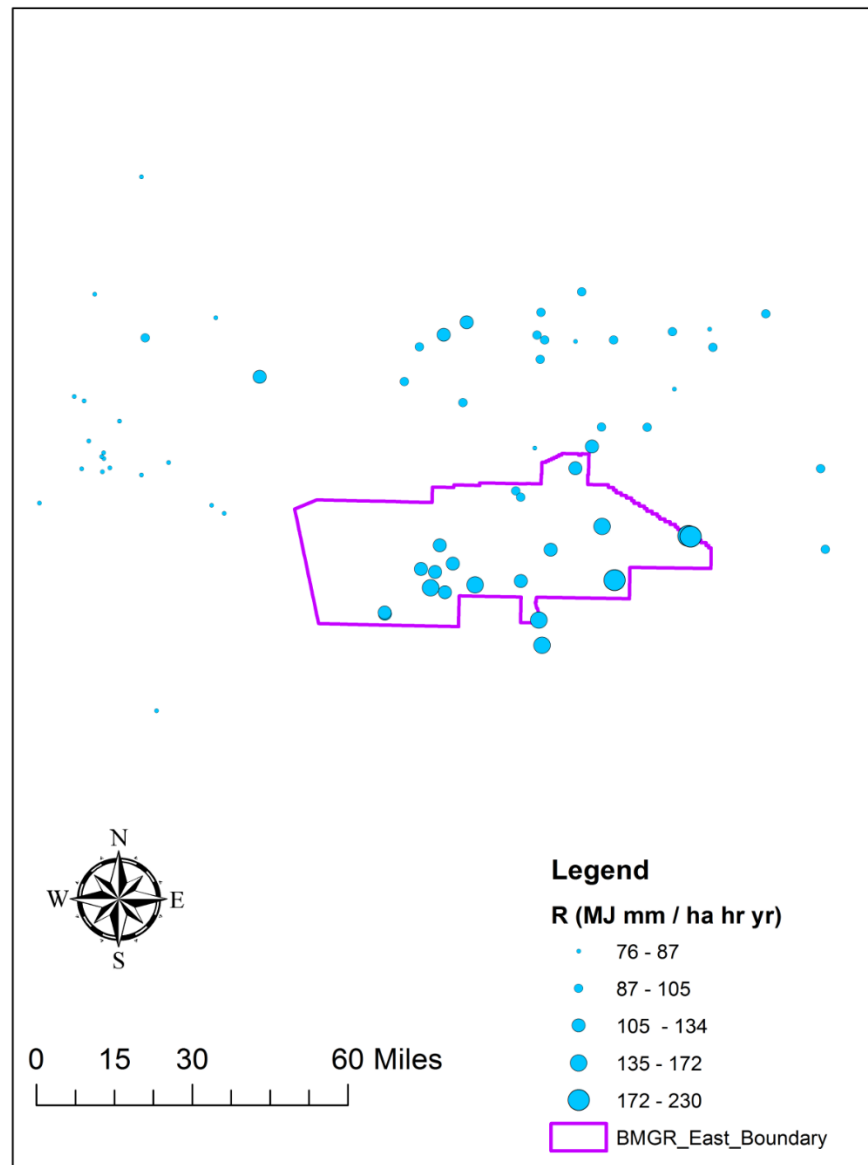 N
W E
S
0 15 30 60 Miles
Legend
R (MJ mm / ha hr yr)
76 - 87
87 - 105
105 - 134
135 - 172
172 - 230
BMGR_East_Boundary